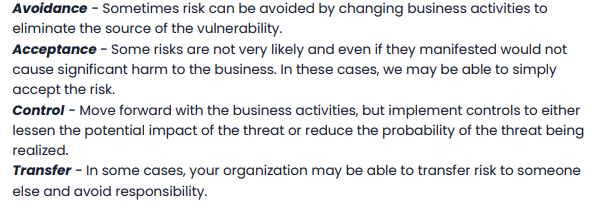 Avoidance - Sometimes risk can be avoided by changing business activities to
eliminate the source of the vulnerability.
Acceptance - Some risks are not very likely and even if they manifested would not
cause significant harm to the business. In these cases, we may be able to simply
accept the risk.
Control - Move forward with the business activities, but implement controls to either
lessen the potential impact of the threat or reduce the probability of the threat being
realized.
Transfer - In some cases, your organization may be able to transfer risk to someone
else and avoid responsibility.